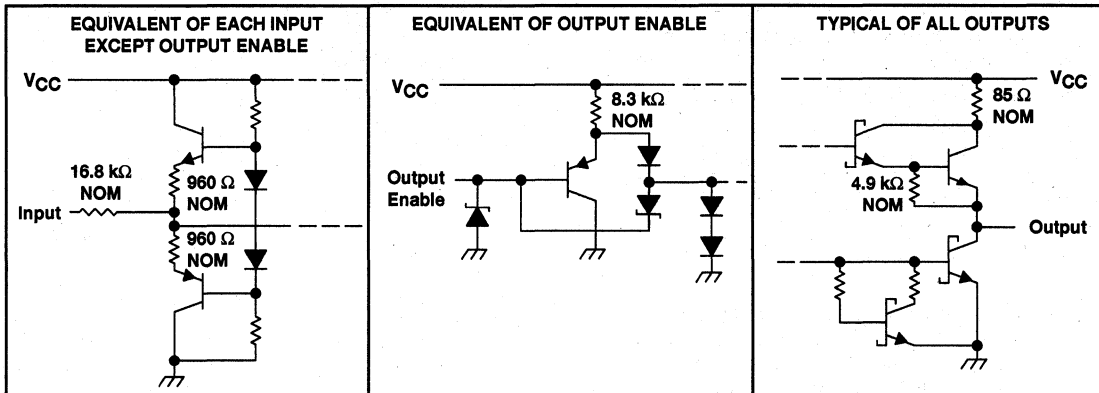 EQUIVALENT OF EACH INPUT
EXCEPT OUTPUT ENABLE
VCC
16.8 kΩ
NOM
960 Ω
NOM
Input
960 Ω
NOM
EQUIVALENT OF OUTPUT ENABLE
VCC
8.3 kΩ
NOM
Output
Enable
TYPICAL OF ALL OUTPUTS
VCC
85 Ω
NOM
4.9 kΩ
NOM
Output